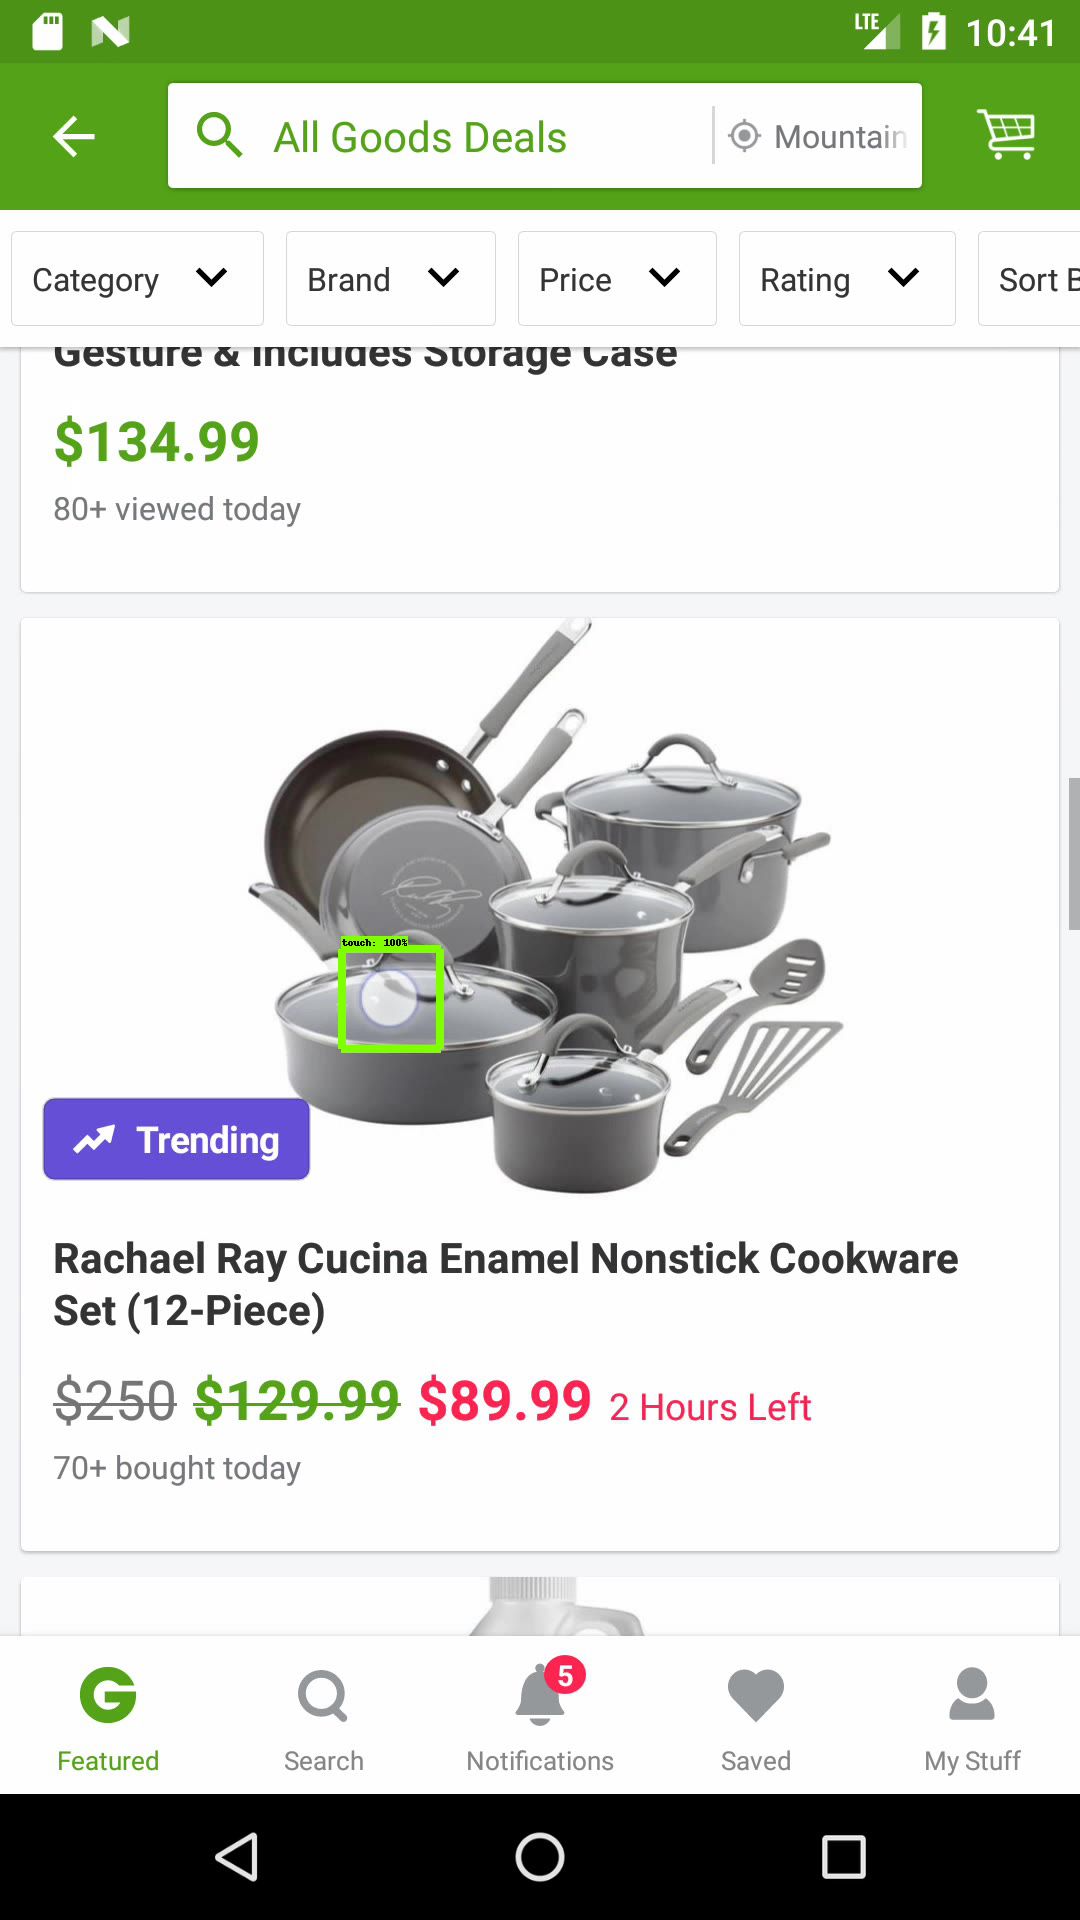 LTE 10:41
All Goods Deals Mountain
Category Brand Price Rating Sort B
Gesture & Includes Storage Case
$134.99
80+ viewed today
touch: 100%
Trending
Rachael Ray Cucina Enamel Nonstick Cookware
Set (12-Piece)
$250 $129.99 $89.99 2 Hours Left
70+ bought today
5
Featured Search Notifications Saved My Stuff